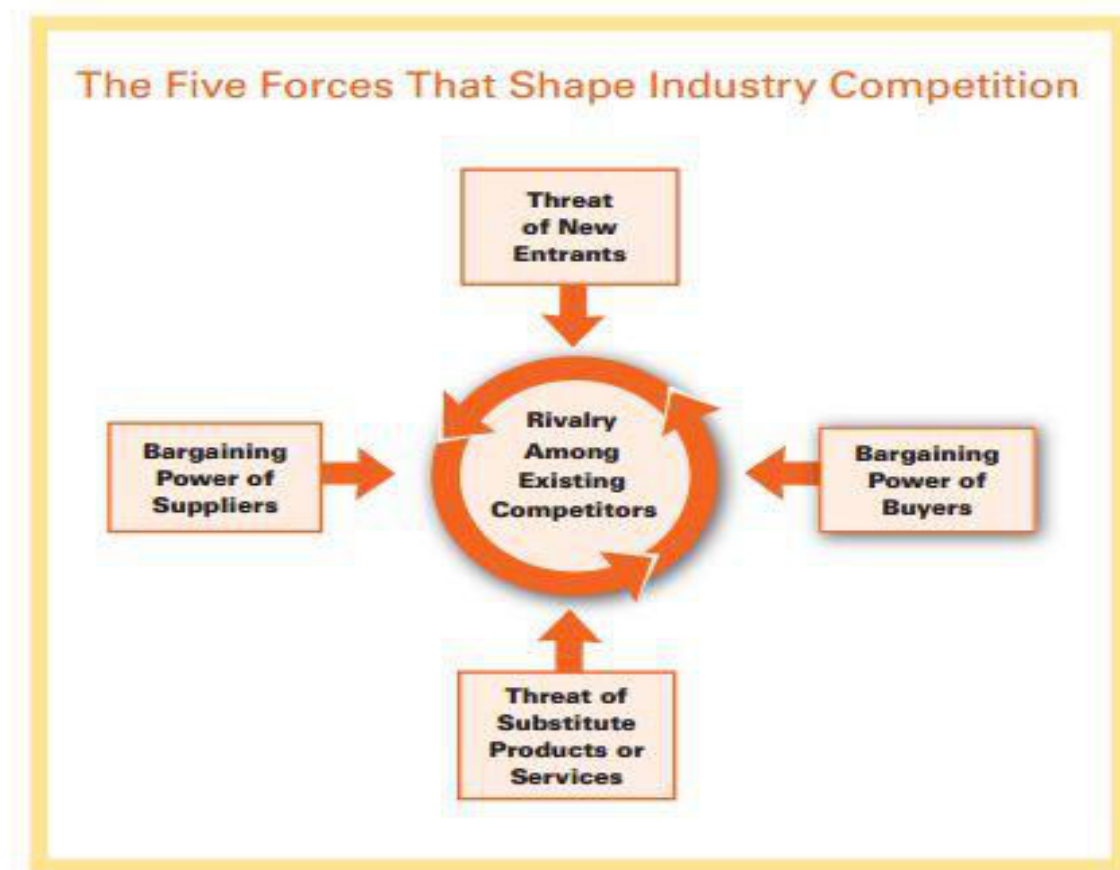 The Five Forces That Shape Industry Competition
Threat
of New
Entrants
Bargaining
Power of
Suppliers
Rivalry
Among
Existing
Competitors
Bargaining
Power of
Buyers
Threat of
Substitute
Products or
Services